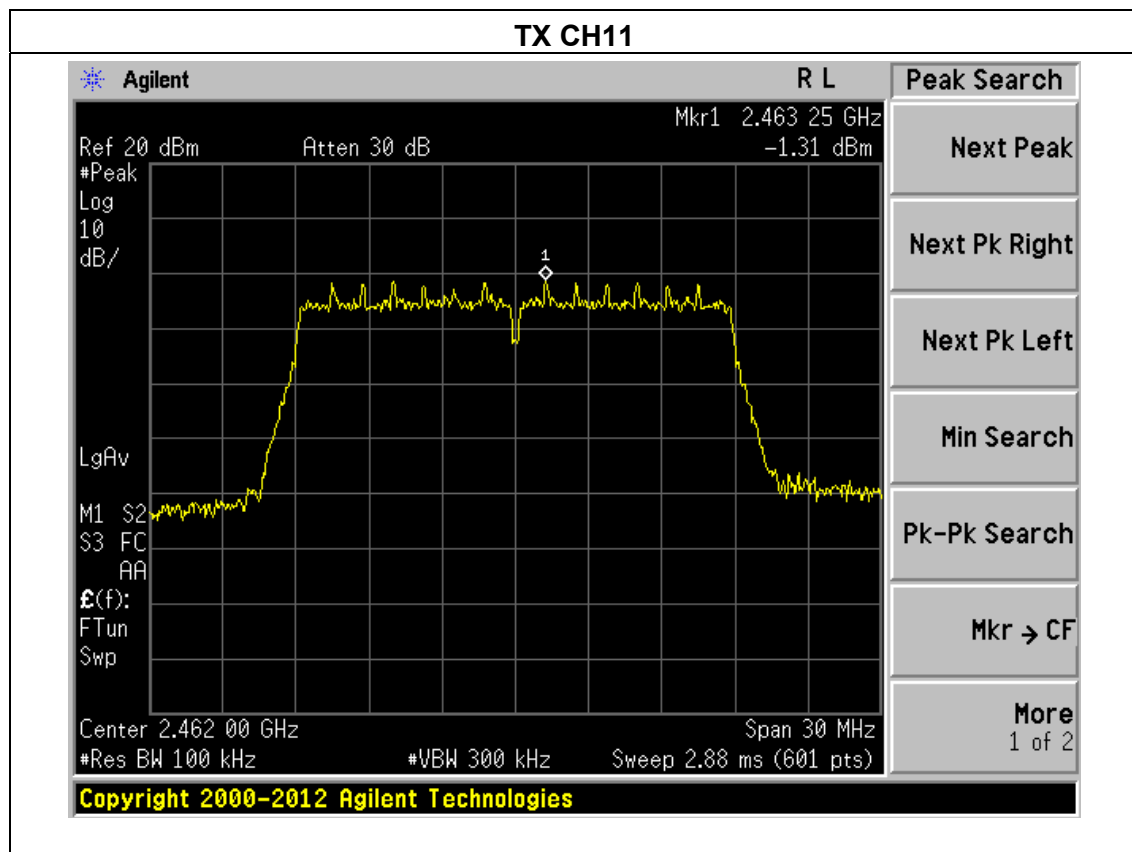 TX CH11
Agilent R L Peak Search
Mkr1 2.463 25 GHz
Ref 20 dBm Atten 30 dB -1.31 dBm
#Peak
Log
10
dB/
1
LgAv
M1 S2
S3 FC
AA
£(f):
FTun
Swp
Center 2.462 00 GHz Span 30 MHz
#Res BW 100 kHz #VBW 300 kHz Sweep 2.88 ms (601 pts)
Copyright 2000-2012 Agilent Technologies
Next Peak
Next Pk Right
Next Pk Left
Min Search
Pk-Pk Search
Mkr → CF
More
1 of 2